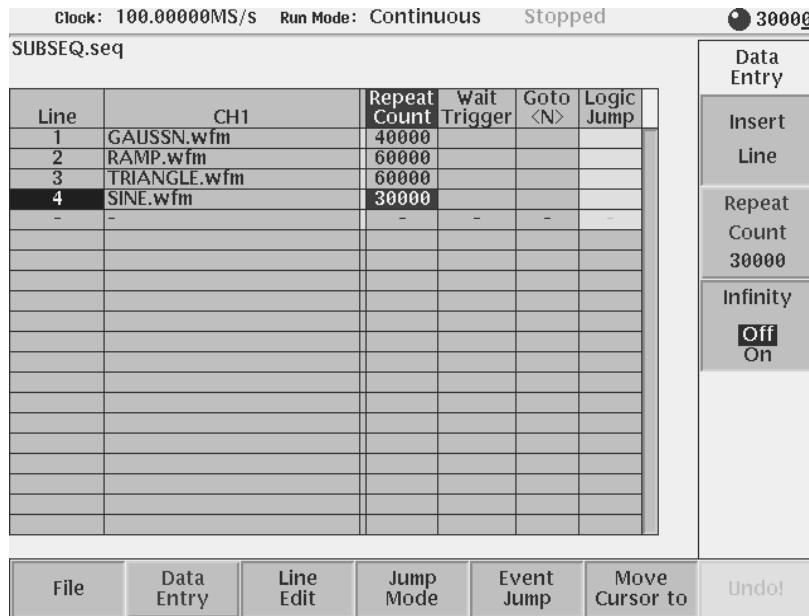 Clock: 100.00000MS/s Run Mode: Continuous Stopped 30000
SUBSEQ.seq
Line CH1 Repeat Count Wait Trigger Goto <N> Logic Jump
1 GAUSSN.wfm 40000
2 RAMP.wfm 60000
3 TRIANGLE.wfm 60000
4 SINE.wfm 30000
- - - - - -
Data
Entry
Insert
Line
Repeat
Count
30000
Infinity
Off
On
File Data Entry Line Edit Jump Mode Event Jump Move Cursor to Undo!